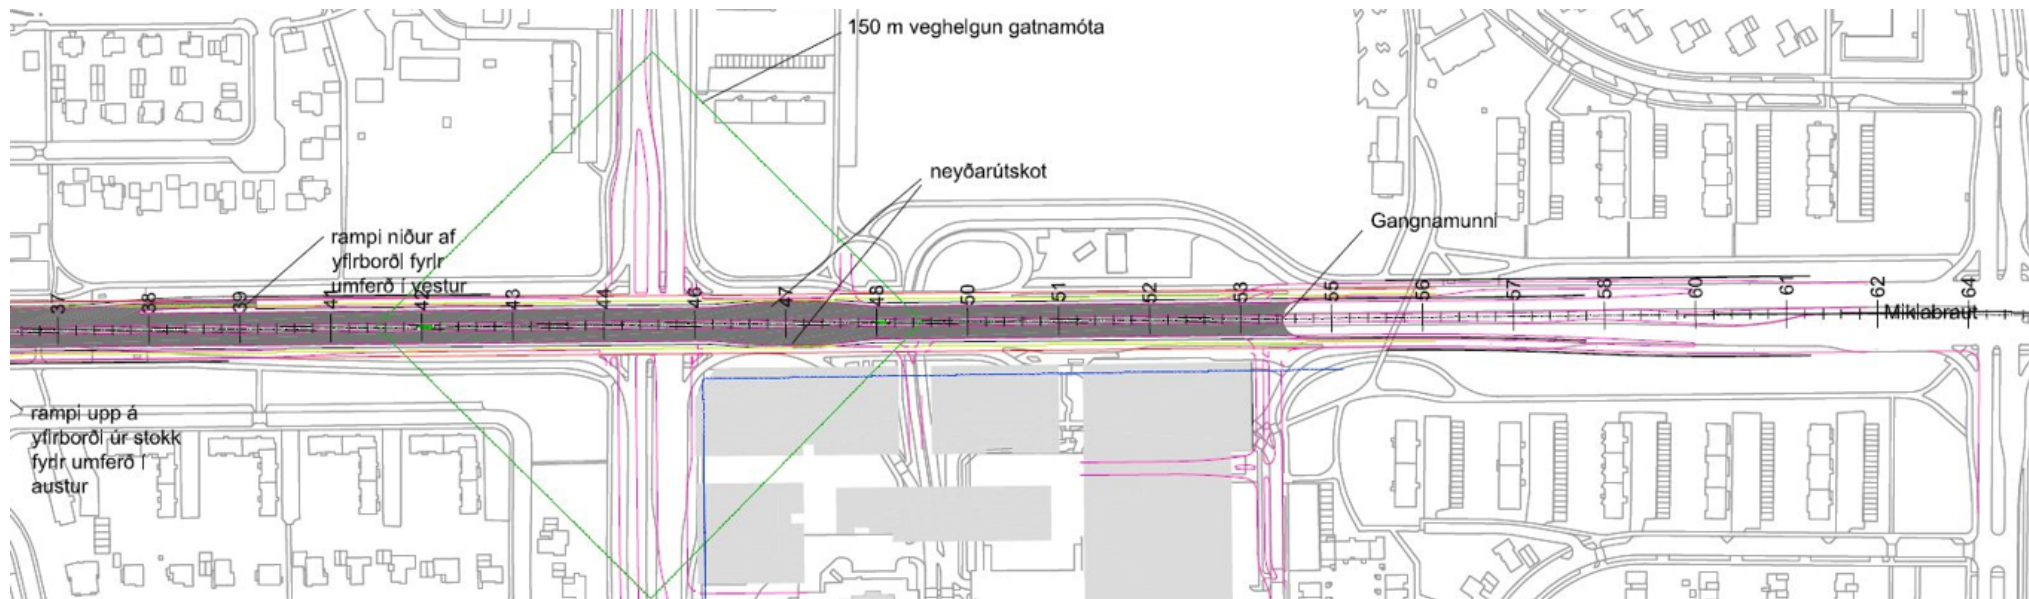 150 m veghelgun gatnamóta
neyðarútskot
Gangnamunni
rampi niður af
yfirborði fyrir
umferð í vestur
37 38 39 41 42 43 44 46 47 48 50 51 52 53 55 56 57 58 60 61 62 64
Miklabraut
rampi upp á
yfirborði úr stokk
fyrir umferð í
austur